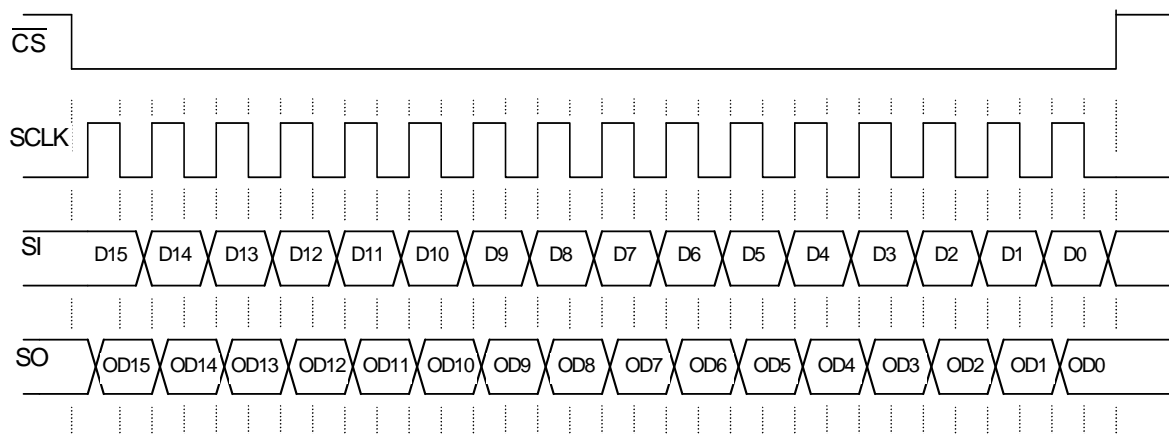 CS
SCLK
SI D15 D14 D13 D12 D11 D10 D9 D8 D7 D6 D5 D4 D3 D2 D1 D0
SO OD15 OD14 OD13 OD12 OD11 OD10 OD9 OD8 OD7 OD6 OD5 OD4 OD3 OD2 OD1 OD0